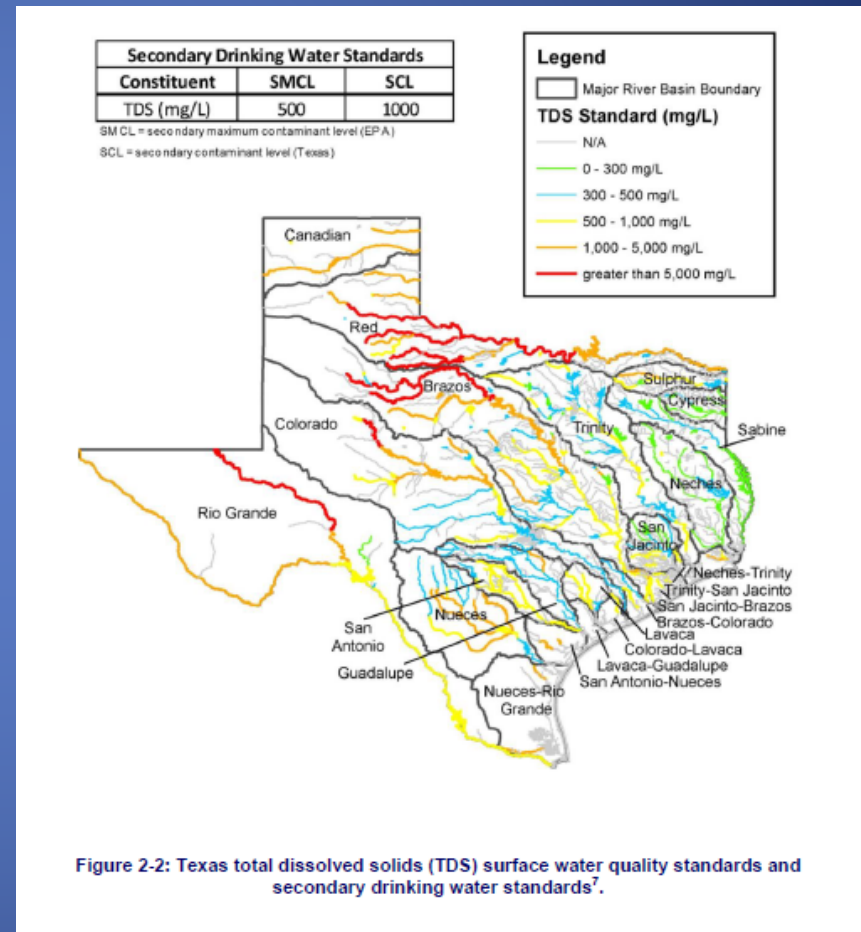 Secondary Drinking Water Standards
Constituent SMCL SCL
TDS (mg/L) 500 1000
SMCL = secondary maximum contaminant level (EPA)
SCL = secondary contaminant level (Texas)
Legend
Major River Basin Boundary
TDS Standard (mg/L)
N/A
0 - 300 mg/L
300 - 500 mg/L
500 - 1,000 mg/L
1,000 - 5,000 mg/L
greater than 5,000 mg/L
Canadian
Red
Brazos
Sulphur
Cypress
Colorado
Trinity
Sabine
Neches
Rio Grande
San
Jacinto
Neches-Trinity
Trinity-San Jacinto
San Jacinto-Brazos
Brazos-Colorado
Lavaca
Colorado-Lavaca
Lavaca-Guadalupe
San Antonio-Nueces
Nueces
San
Antonio
Guadalupe
Nueces-Rio
Grande
Figure 2-2: Texas total dissolved solids (TDS) surface water quality standards and
secondary drinking water standards⁷.